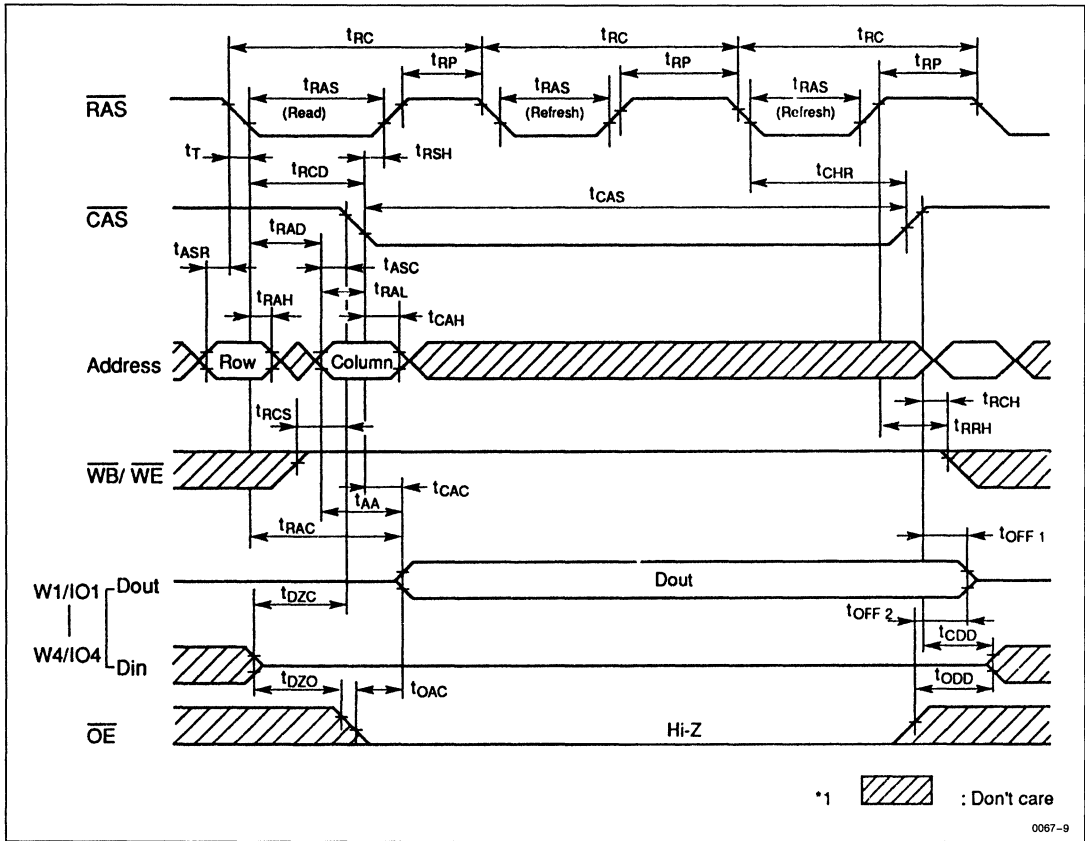 tRC tRC tRC
tRP tRP tRP
tRAS tRAS tRAS
RAS (Read) (Refresh) (Refresh)
tT tRSH
tRCD tCHR
tCAS
CAS
tRAD
tASR tASC
tRAL
tRAH tCAH
Address Row Column
tRCS tRCH
tRRH
WB/ WE
tCAC
tAA
tRAC
tOFF 1
W1/IO1 Dout Dout
tDZC
tOFF 2
tCDD
W4/IO4 Din
tDZO tOAC tODD
OE Hi-Z
*1 : Don't care
0067–9